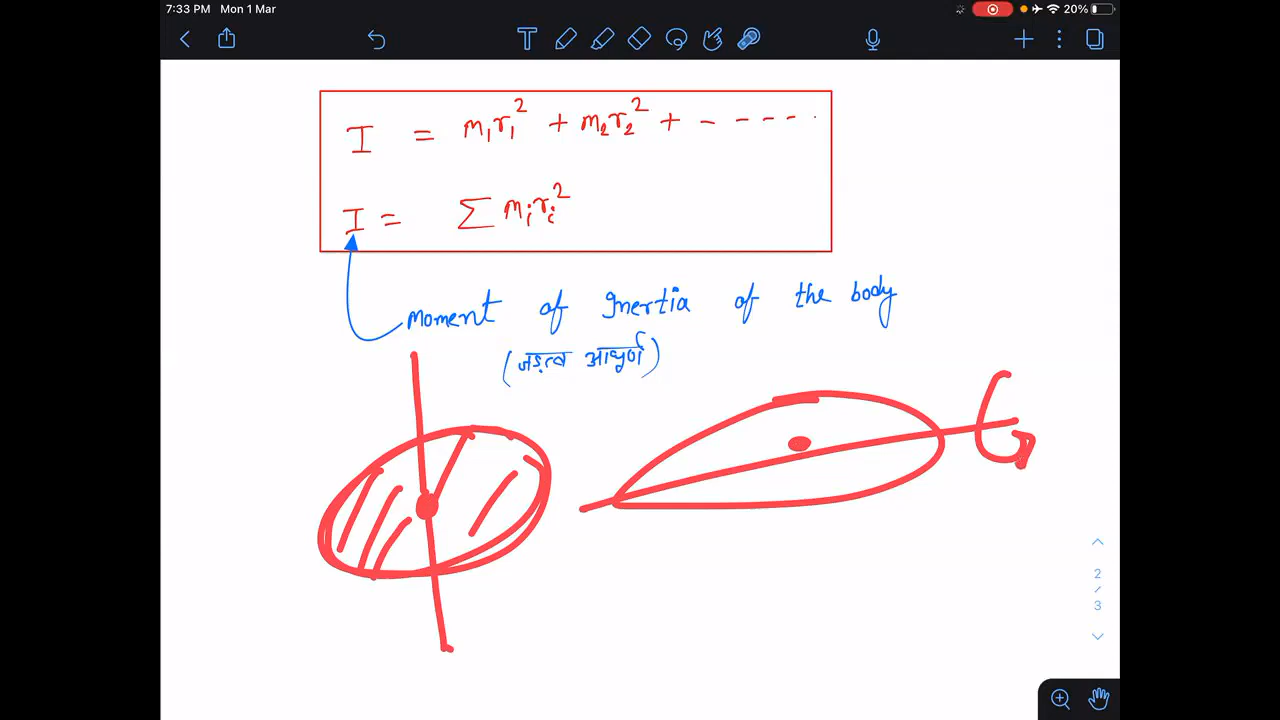 7:33 PM Mon 1 Mar 20%
I = m₁r₁² + m₂r₂² + - - - - -
I = Σ mᵢrᵢ²
Moment of Inertia of the body
(जड़त्व आघूर्ण)
2
/
3